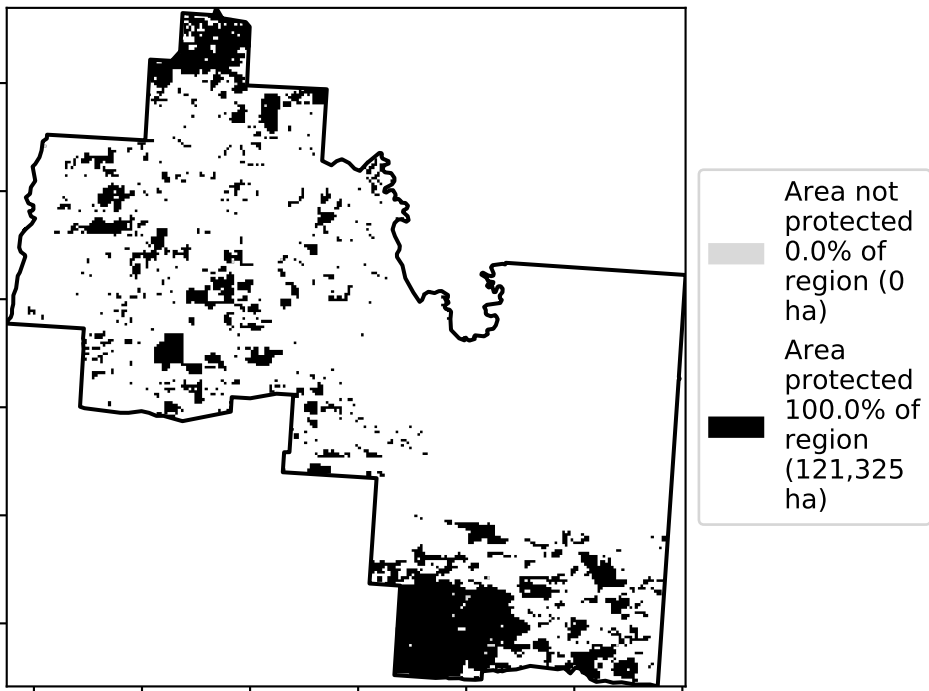 Area not
protected
0.0% of
region (0
ha)
Area
protected
100.0% of
region
(121,325
ha)